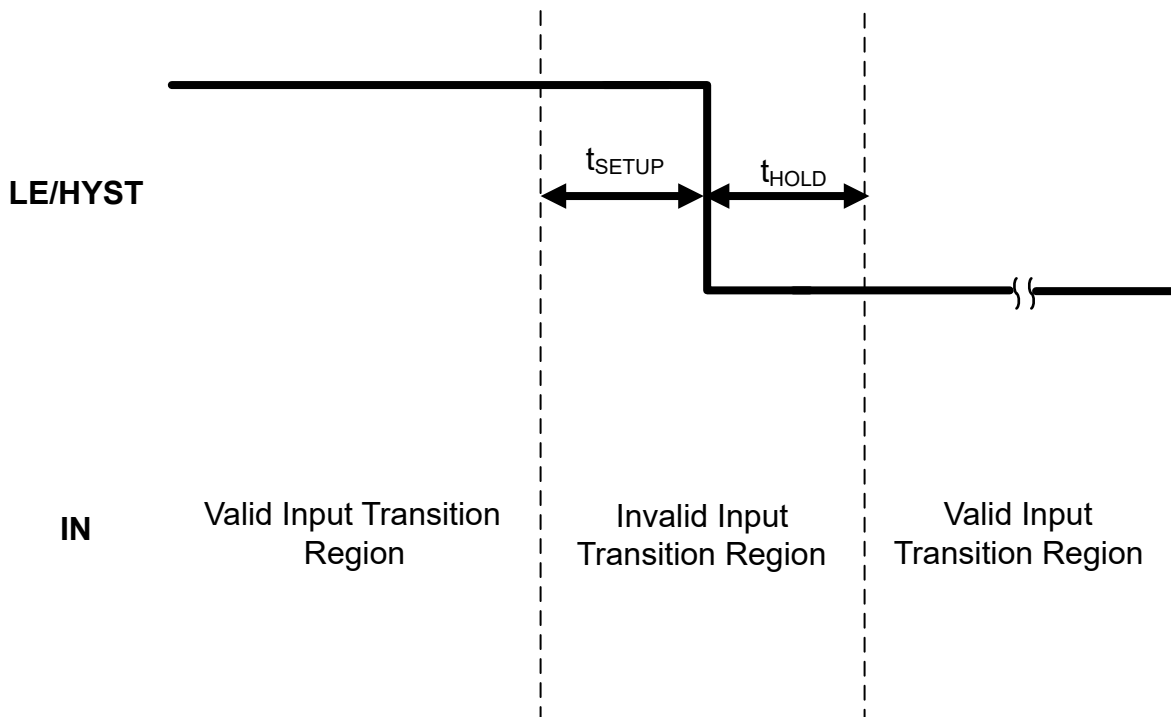 tSETUP
tHOLD
LE/HYST
IN
Valid Input Transition
Region
Invalid Input
Transition Region
Valid Input
Transition Region